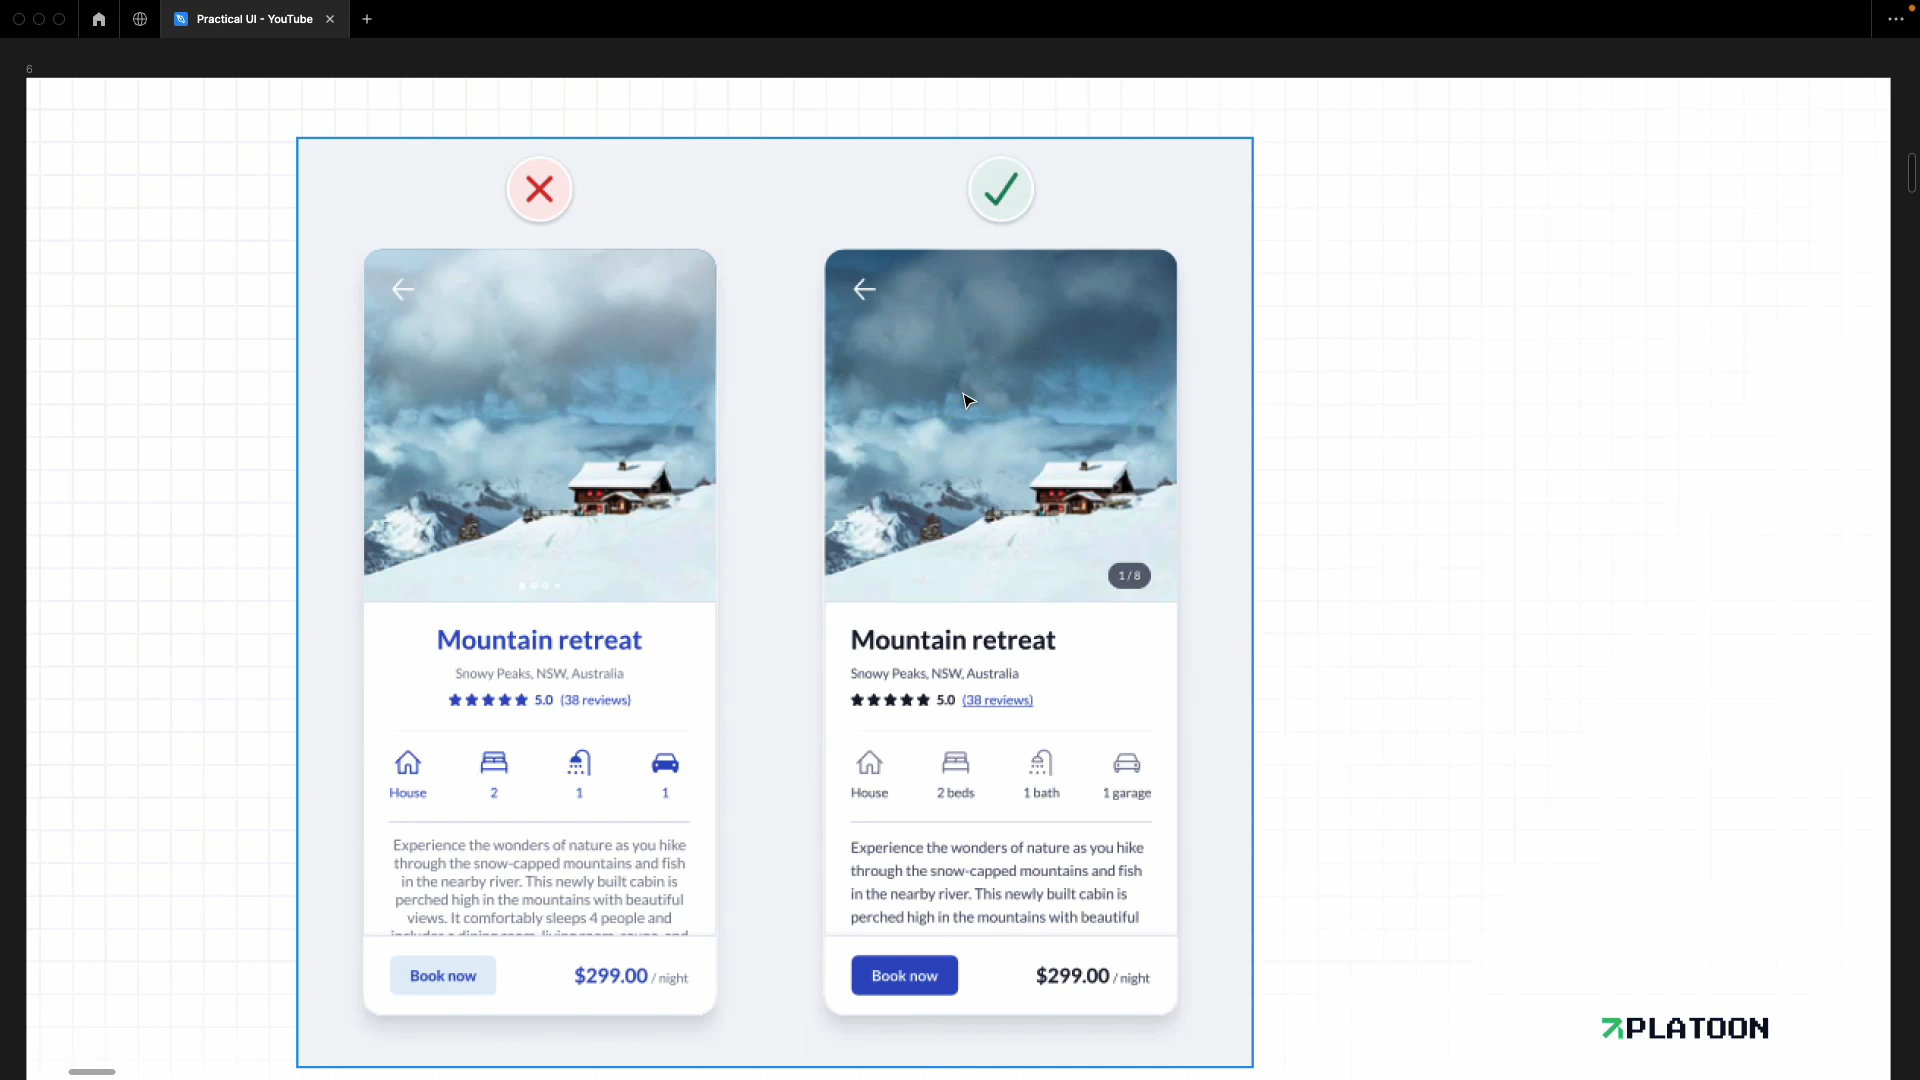 Practical UI - YouTube
6
1 / 8
Mountain retreat
Snowy Peaks, NSW, Australia
5.0 (38 reviews)
House
2
1
1
Experience the wonders of nature as you hike
through the snow-capped mountains and fish
in the nearby river. This newly built cabin is
perched high in the mountains with beautiful
views. It comfortably sleeps 4 people and
Book now
$299.00 / night
Mountain retreat
Snowy Peaks, NSW, Australia
5.0 (38 reviews)
House
2 beds
1 bath
1 garage
Experience the wonders of nature as you hike
through the snow-capped mountains and fish
in the nearby river. This newly built cabin is
perched high in the mountains with beautiful
Book now
$299.00 / night
PLATOON